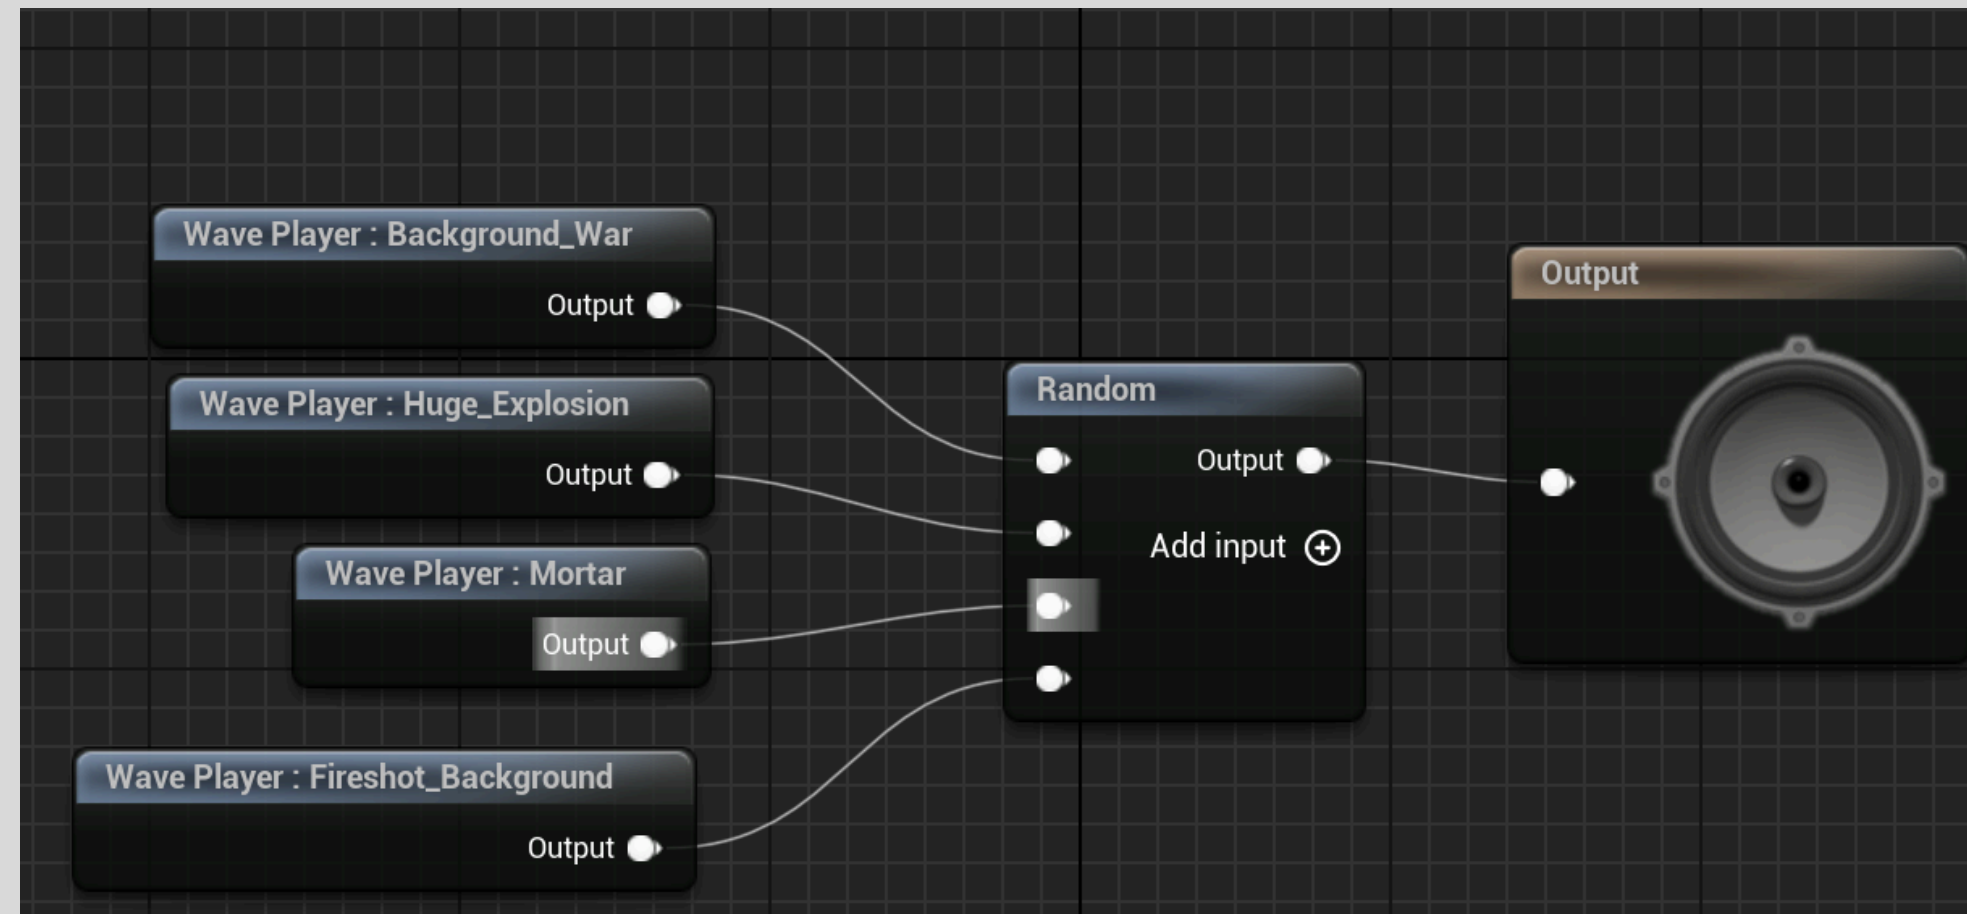 Wave Player : Background_War
Output
Wave Player : Huge_Explosion
Output
Wave Player : Mortar
Output
Wave Player : Fireshot_Background
Output
Random
Output
Add input
Output